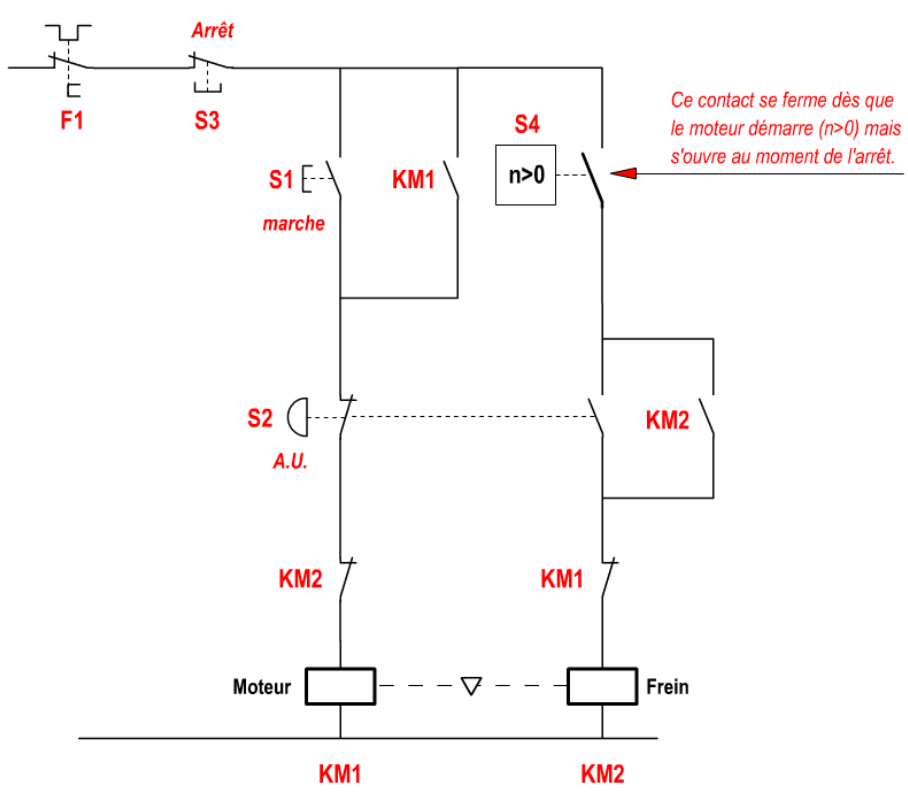 Arrêt
F1
S3
Ce contact se ferme dès que
le moteur démarre (n>0) mais
s'ouvre au moment de l'arrêt.
S4
S1
KM1
n>0
marche
S2
KM2
A.U.
KM2
KM1
Moteur
Frein
KM1
KM2